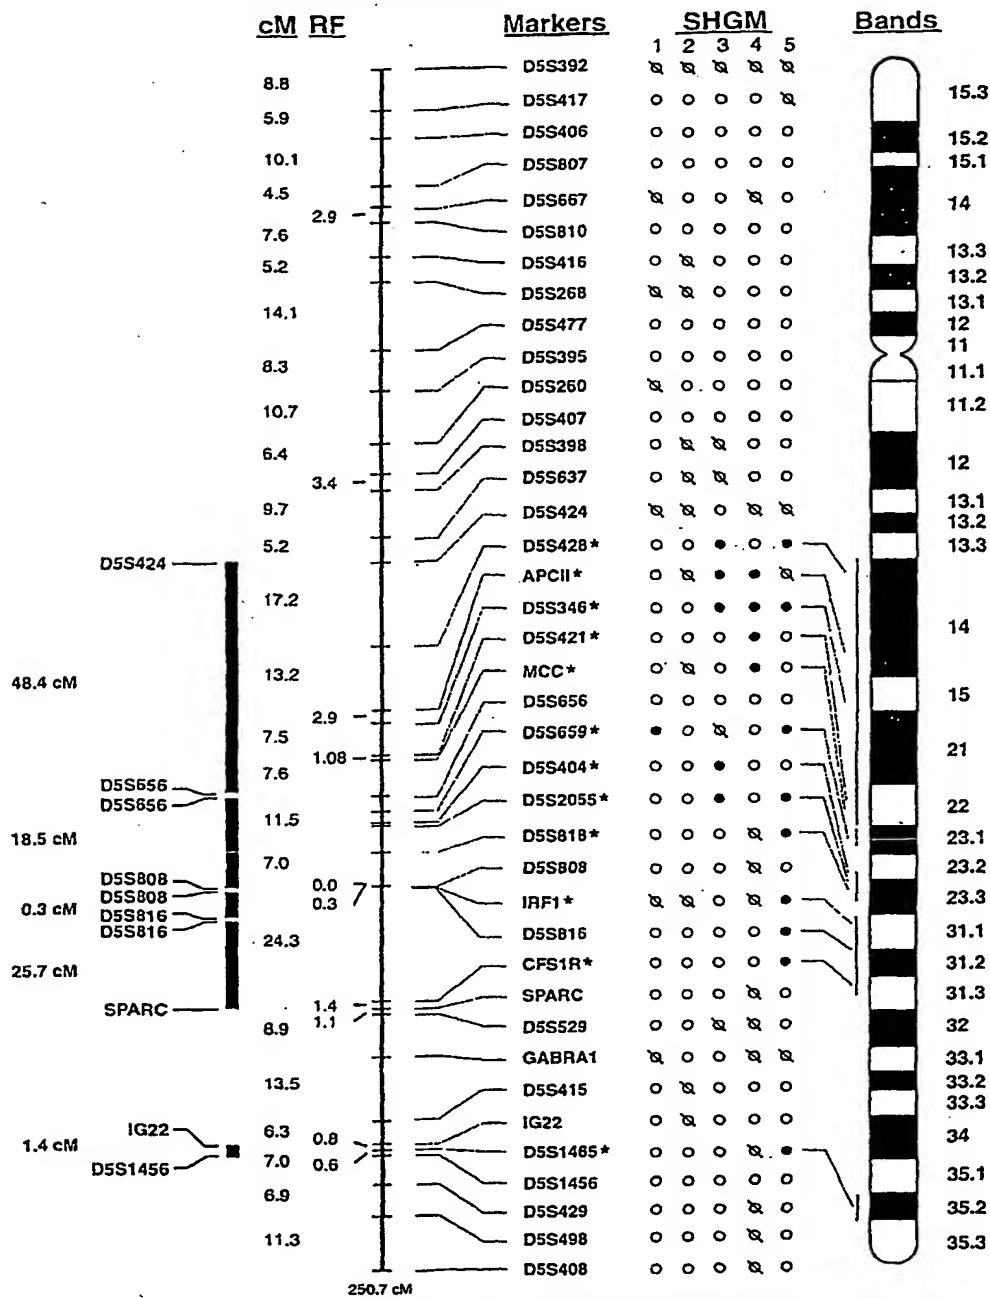 cM RF Markers SHGM Bands
1 2 3 4 5
D5S392
8.8
15.3
D5S417
5.9
D5S406
15.2
10.1
D5S807
15.1
4.5
D5S667
14
2.9
7.6
D5S810
13.3
5.2
D5S416
13.2
D5S268
13.1
14.1
D5S477
12
11
8.3
D5S395
11.1
D5S260
11.2
10.7
D5S407
6.4
D5S398
12
3.4
D5S637
13.1
9.7
D5S424
13.2
5.2
D5S428*
13.3
D5S424
APCII*
17.2
D5S346*
14
D5S421*
48.4 cM
13.2
MCC*
15
D5S656
2.9
7.5
D5S659*
21
1.08
7.6
D5S404*
D5S656
D5S2055*
22
D5S656
11.5
D5S818*
23.1
18.5 cM
7.0
D5S808
23.2
D5S808
0.0
D5S808
0.3
IRF1*
23.3
0.3 cM
D5S816
D5S816
D5S816
31.1
24.3
CFS1R*
31.2
25.7 cM
SPARC
31.3
SPARC
1.4
8.9
1.1
D5S529
32
GABRA1
33.1
13.5
D5S415
33.2
33.3
IG22
6.3
0.8
IG22
34
1.4 cM
D5S1465*
D5S1456
7.0
0.6
D5S1456
35.1
6.9
D5S429
35.2
11.3
D5S498
35.3
D5S408
250.7 cM